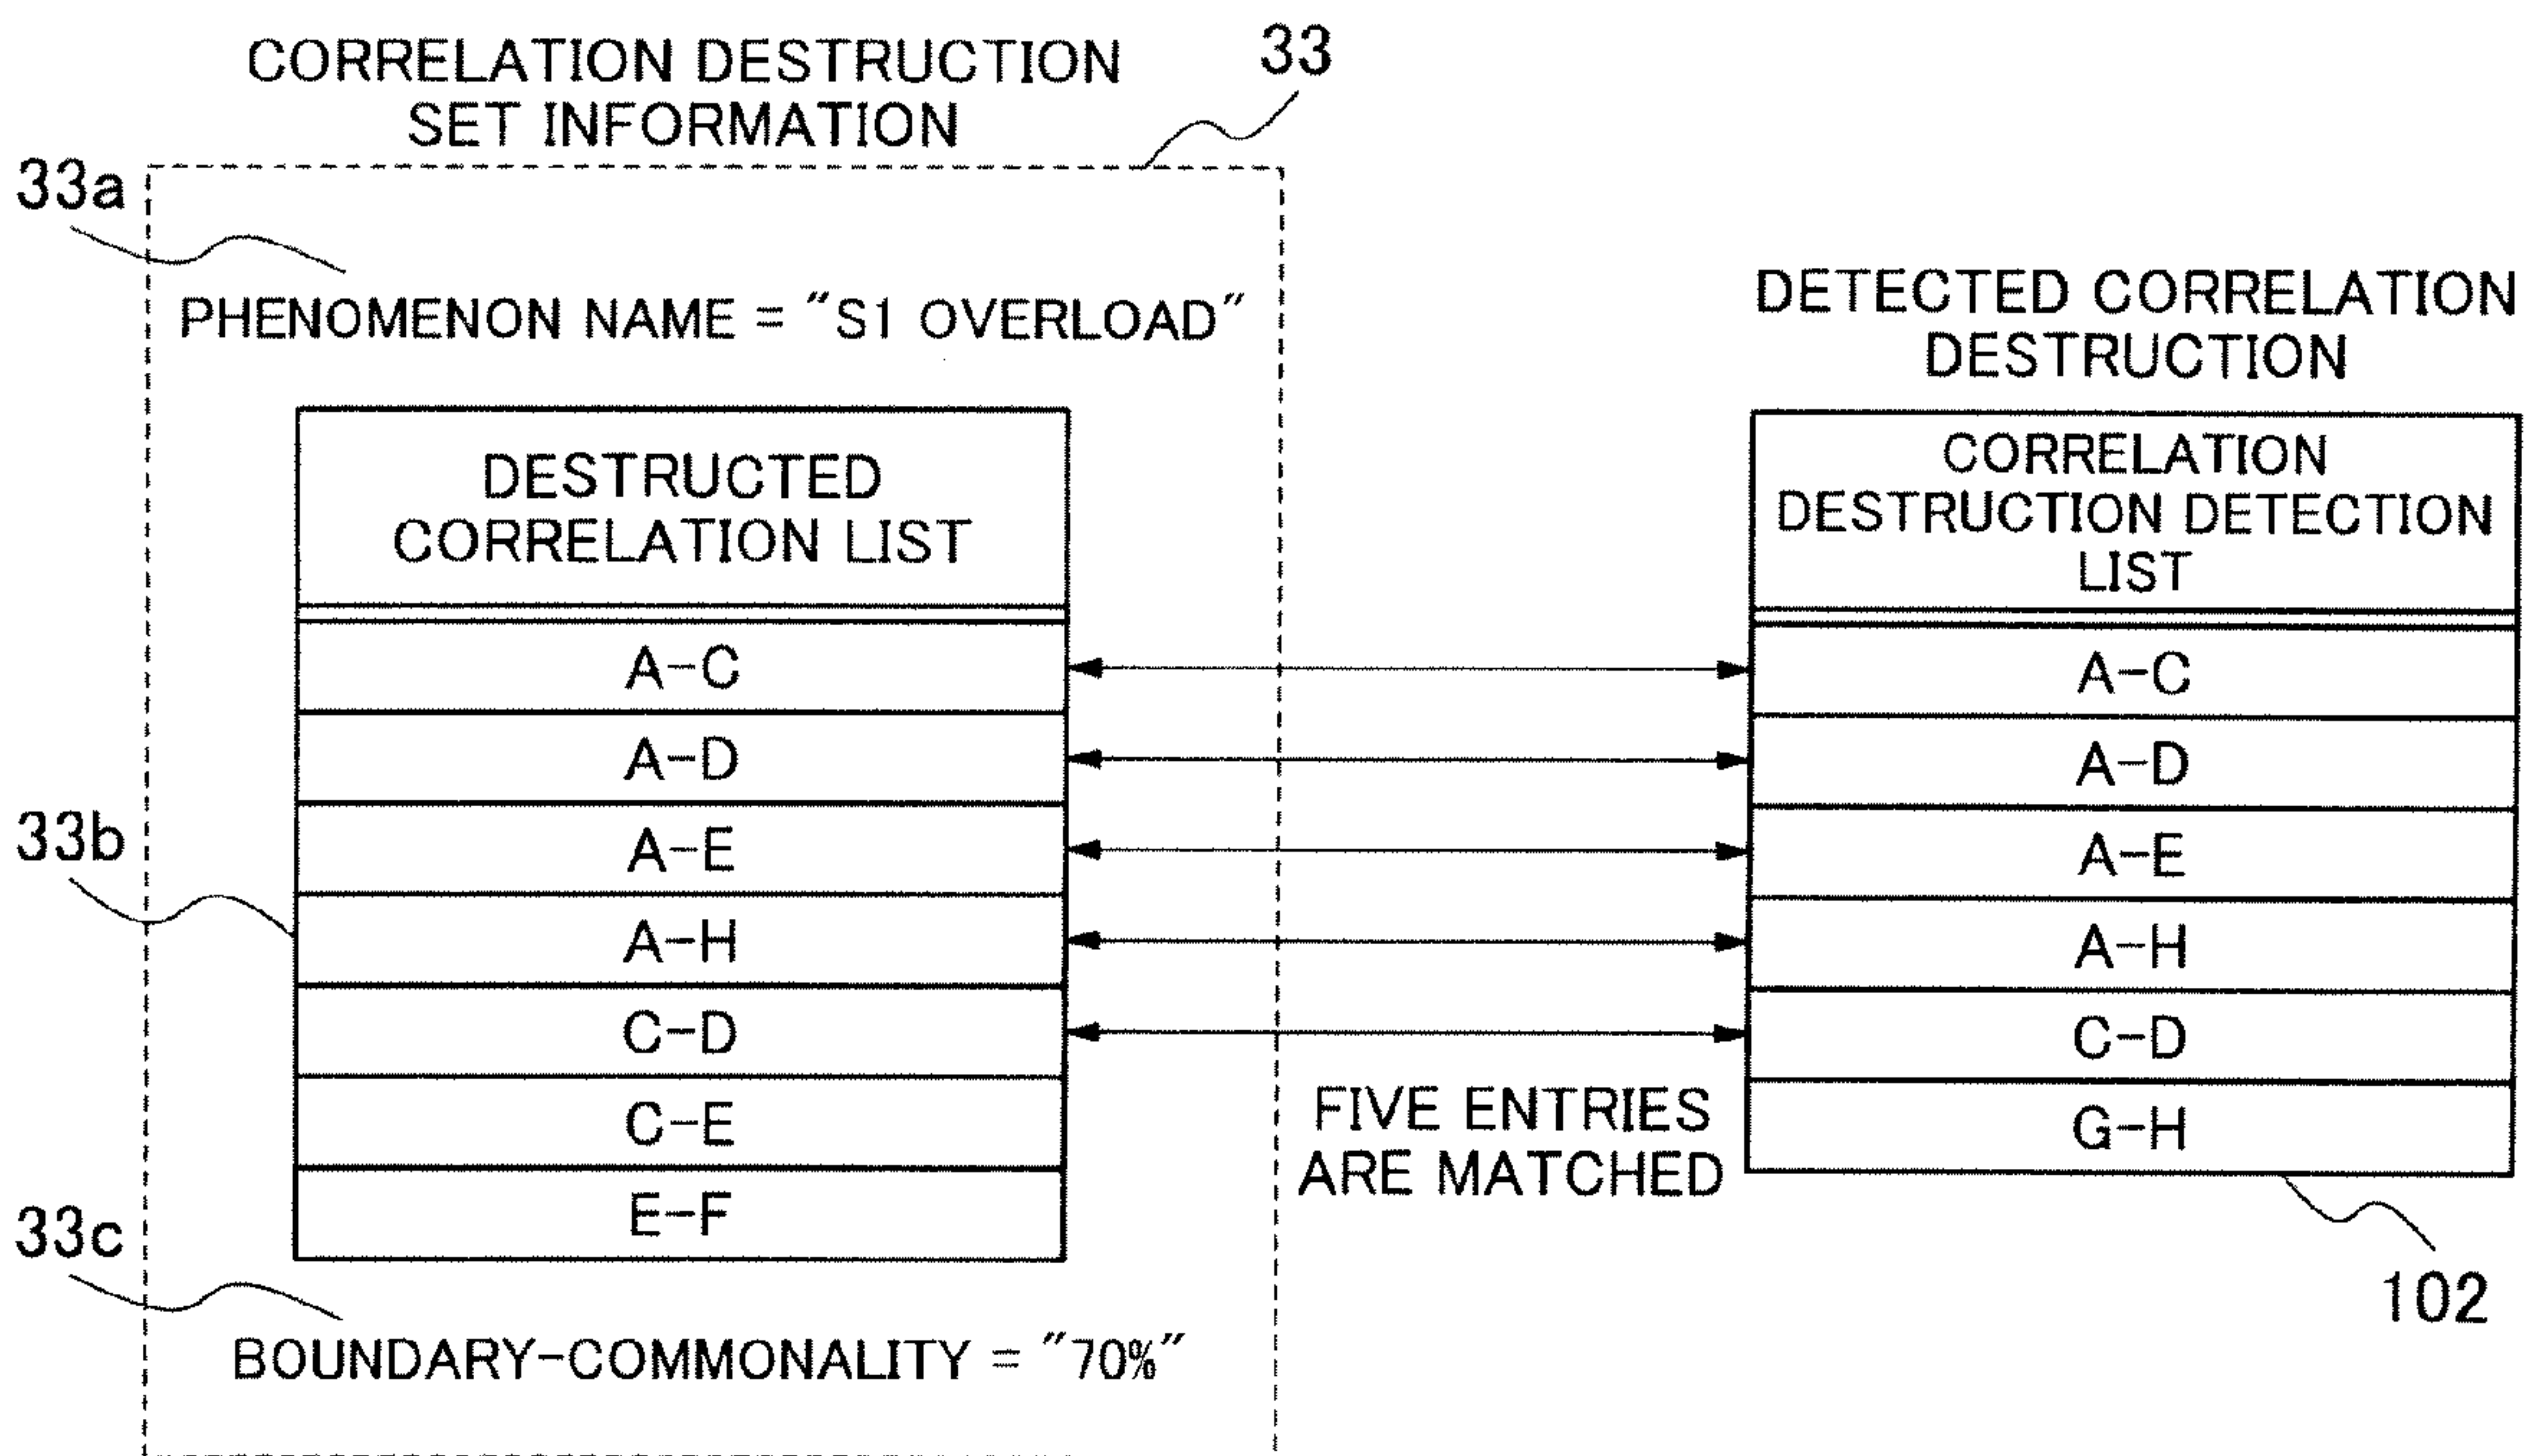 CORRELATION DESTRUCTION
SET INFORMATION
33
33a
PHENOMENON NAME = "S1 OVERLOAD"
DESTRUCTED
CORRELATION LIST
A-C
A-D
A-E
A-H
C-D
C-E
E-F
33b
33c
BOUNDARY-COMMONALITY = "70%"
FIVE ENTRIES
ARE MATCHED
DETECTED CORRELATION
DESTRUCTION
CORRELATION
DESTRUCTION DETECTION
LIST
A-C
A-D
A-E
A-H
C-D
G-H
102